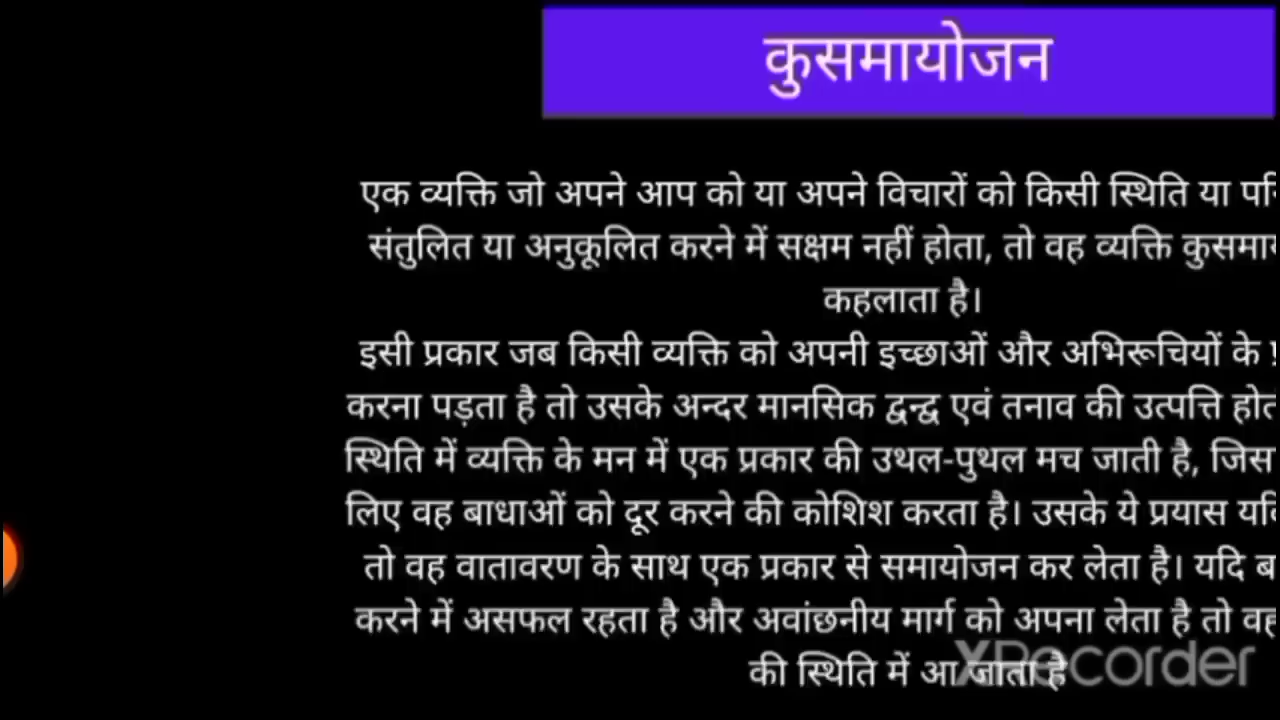 कुसमायोजन
एक व्यक्ति जो अपने आप को या अपने विचारों को किसी स्थिति या
संतुलित या अनुकूलित करने में सक्षम नहीं होता, तो वह व्यक्ति
कहलाता है।
इसी प्रकार जब किसी व्यक्ति को अपनी इच्छाओं और अभिरूचियों के
करना पड़ता है तो उसके अन्दर मानसिक द्वन्द्व एवं तनाव की उत्पत्ति
स्थिति में व्यक्ति के मन में एक प्रकार की उथल-पुथल मच जाती है, जिस
लिए वह बाधाओं को दूर करने की कोशिश करता है। उसके ये प्रयास
तो वह वातावरण के साथ एक प्रकार से समायोजन कर लेता है। यदि
करने में असफल रहता है और अवांछनीय मार्ग को अपना लेता है तो
की स्थिति में आ जाता है
XRecorder